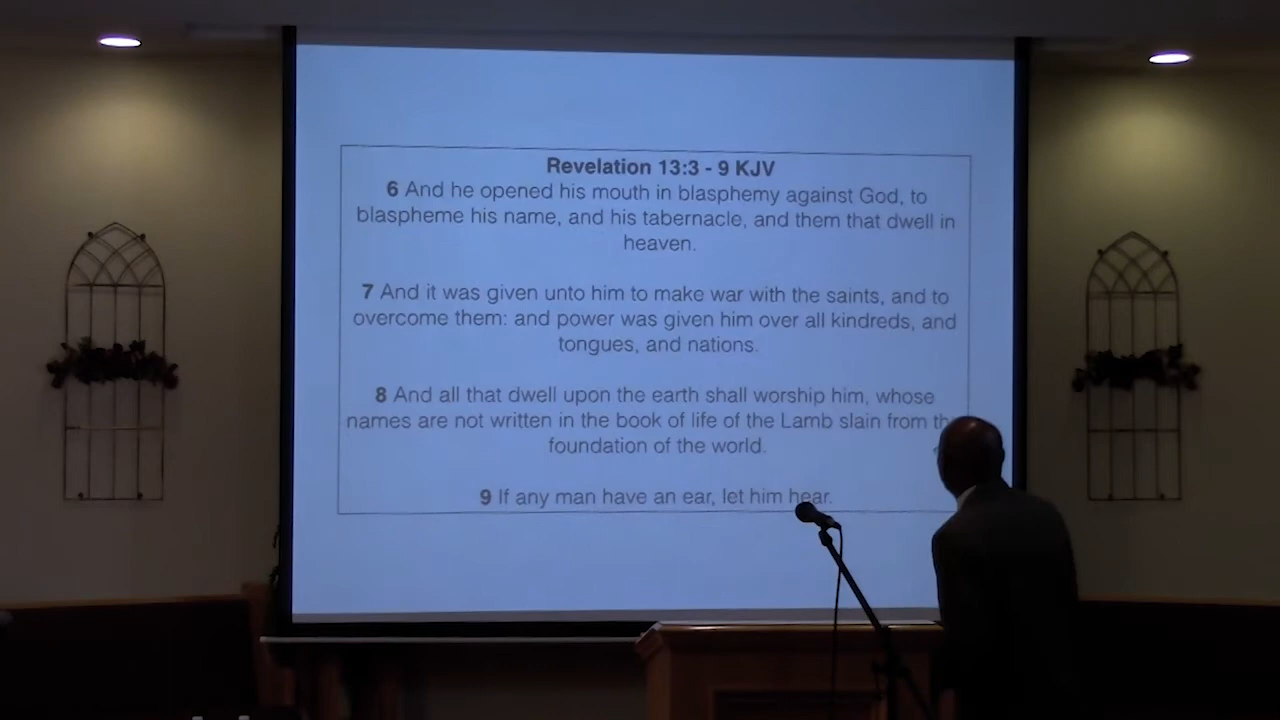 Revelation 13:3 - 9 KJV
6 And he opened his mouth in blasphemy against God, to
blaspheme his name, and his tabernacle, and them that dwell in
heaven.
7 And it was given unto him to make war with the saints, and to
overcome them: and power was given him over all kindreds, and
tongues, and nations.
8 And all that dwell upon the earth shall worship him, whose
names are not written in the book of life of the Lamb slain from the
foundation of the world.
9 If any man have an ear, let him hear.